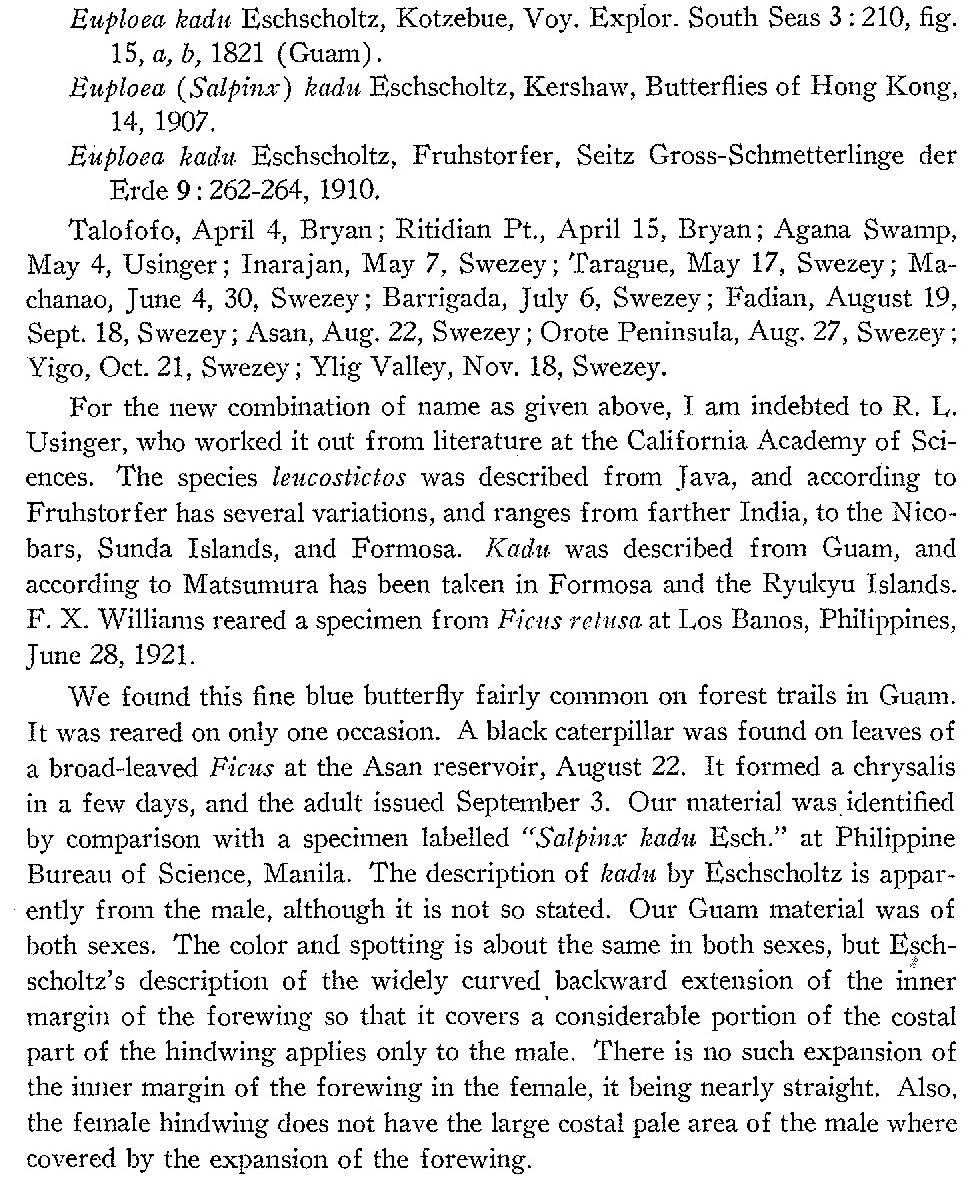 Euploea kadu Eschscholtz, Kotzebue, Voy. Explor. South Seas 3 : 210, fig.
15, a, b, 1821 (Guam).
Euploea (Salpinx) kadu Eschscholtz, Kershaw, Butterflies of Hong Kong,
14, 1907.
Euploea kadu Eschscholtz, Fruhstorfer, Seitz Gross-Schmetterlinge der
Erde 9 : 262-264, 1910.
Talofofo, April 4, Bryan; Ritidian Pt., April 15, Bryan; Agana Swamp,
May 4, Usinger; Inarajan, May 7, Swezey; Tarague, May 17, Swezey; Ma-
chanao, June 4, 30, Swezey; Barrigada, July 6, Swezey; Fadian, August 19,
Sept. 18, Swezey; Asan, Aug. 22, Swezey; Orote Peninsula, Aug. 27, Swezey;
Yigo, Oct. 21, Swezey; Ylig Valley, Nov. 18, Swezey.
For the new combination of name as given above, I am indebted to R. L.
Usinger, who worked it out from literature at the California Academy of Sci-
ences. The species leucostictos was described from Java, and according to
Fruhstorfer has several variations, and ranges from farther India, to the Nico-
bars, Sunda Islands, and Formosa. Kadu was described from Guam, and
according to Matsumura has been taken in Formosa and the Ryukyu Islands.
F. X. Williams reared a specimen from Ficus retusa at Los Banos, Philippines,
June 28, 1921.
We found this fine blue butterfly fairly common on forest trails in Guam.
It was reared on only one occasion. A black caterpillar was found on leaves of
a broad-leaved Ficus at the Asan reservoir, August 22. It formed a chrysalis
in a few days, and the adult issued September 3. Our material was identified
by comparison with a specimen labelled "Salpinx kadu Esch." at Philippine
Bureau of Science, Manila. The description of kadu by Eschscholtz is appar-
ently from the male, although it is not so stated. Our Guam material was of
both sexes. The color and spotting is about the same in both sexes, but Esch-
scholtz's description of the widely curved backward extension of the inner
margin of the forewing so that it covers a considerable portion of the costal
part of the hindwing applies only to the male. There is no such expansion of
the inner margin of the forewing in the female, it being nearly straight. Also,
the female hindwing does not have the large costal pale area of the male where
covered by the expansion of the forewing.